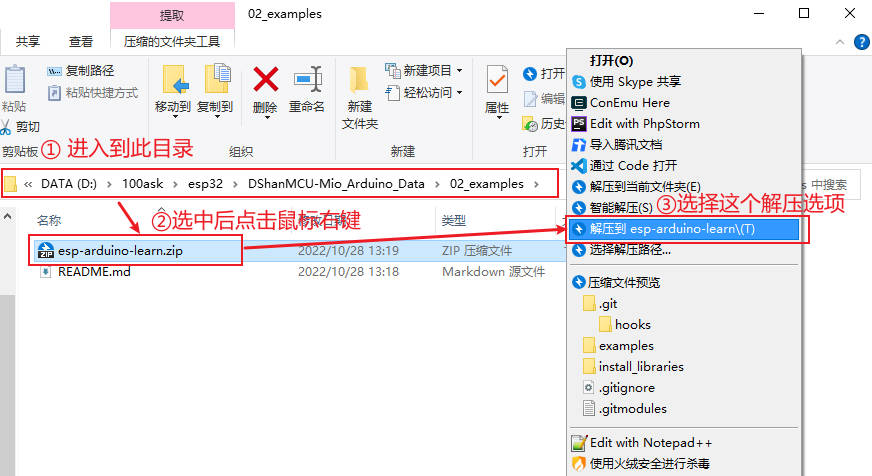 提取
02_examples
共享
查看
压缩的文件夹工具
粘贴
复制路径
粘贴快捷方式
剪切
剪贴板
移动到
复制到
删除
重命名
组织
新建
文件夹
新建项目
轻松访问
新建
属性
打开
编辑
打开
① 进入到此目录
« DATA (D:) › 100ask › esp32 › DShanMCU-Mio_Arduino_Data › 02_examples ›
中搜索
②选中后点击鼠标右键
③选择这个解压选项
名称
类型
esp-arduino-learn.zip
2022/10/28 13:19
ZIP 压缩文件
README.md
2022/10/28 13:18
Markdown 源文件
打开(O)
使用 Skype 共享
ConEmu Here
Edit with PhpStorm
导入腾讯文档
通过 Code 打开
解压到当前文件夹(E)
智能解压(S)
解压到 esp-arduino-learn\(T)
选择解压路径...
压缩文件预览
.git
hooks
examples
install_libraries
.gitignore
.gitmodules
Edit with Notepad++
使用火绒安全进行杀毒